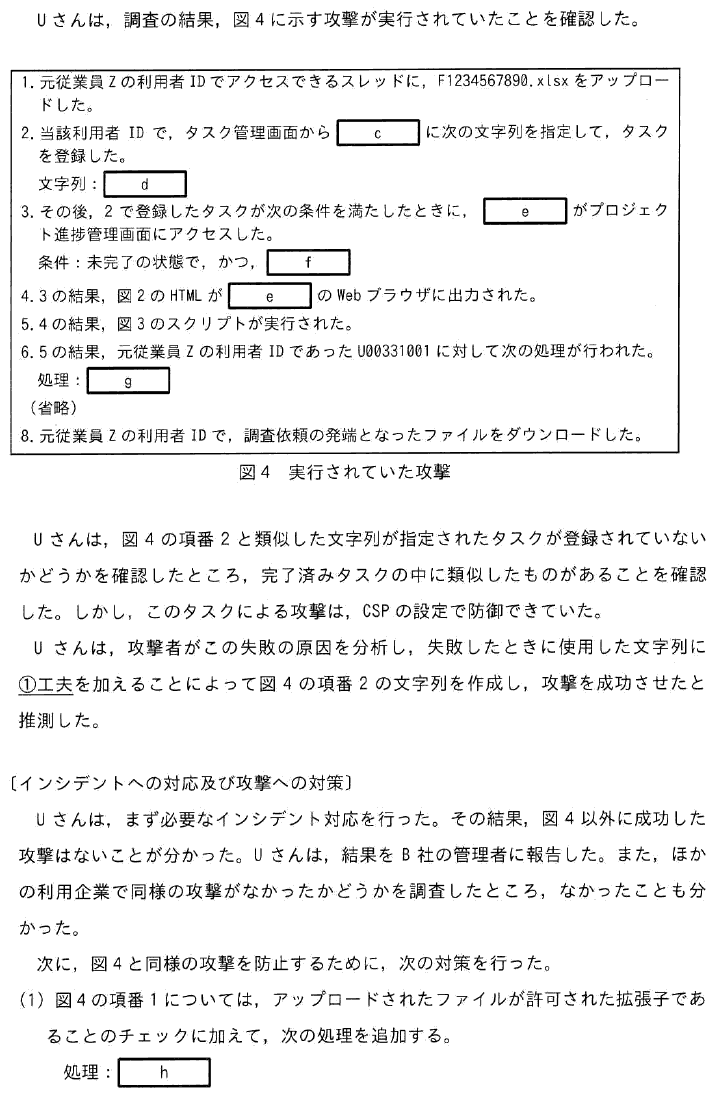 Uさんは，調査の結果，図4に示す攻撃が実行されていたことを確認した。
1.元従業員Zの利用者IDでアクセスできるスレッドに，F1234567890.xlsxをアップロー
ドした。
2.当該利用者IDで，タスク管理画面から c に次の文字列を指定して，タスク
を登録した。
文字列： d
3.その後，2で登録したタスクが次の条件を満たしたときに， e がプロジェク
ト進捗管理画面にアクセスした。
条件：未完了の状態で，かつ， f
4.3の結果，図2のHTMLが e のWebブラウザに出力された。
5.4の結果，図3のスクリプトが実行された。
6.5の結果，元従業員Zの利用者IDであったU00331001に対して次の処理が行われた。
処理： g
（省略）
8.元従業員Zの利用者IDで，調査依頼の発端となったファイルをダウンロードした。
図4　実行されていた攻撃
Uさんは，図4の項番2と類似した文字列が指定されたタスクが登録されていない
かどうかを確認したところ，完了済みタスクの中に類似したものがあることを確認
した。しかし，このタスクによる攻撃は，CSPの設定で防御できていた。
Uさんは，攻撃者がこの失敗の原因を分析し，失敗したときに使用した文字列に
①工夫を加えることによって図4の項番2の文字列を作成し，攻撃を成功させたと
推測した。
〔インシデントへの対応及び攻撃への対策〕
Uさんは，まず必要なインシデント対応を行った。その結果，図4以外に成功した
攻撃はないことが分かった。Uさんは，結果をB社の管理者に報告した。また，ほか
の利用企業で同様の攻撃がなかったかどうかを調査したところ，なかったことも分
かった。
次に，図4と同様の攻撃を防止するために，次の対策を行った。
(1) 図4の項番1については，アップロードされたファイルが許可された拡張子であ
ることのチェックに加えて，次の処理を追加する。
処理： h